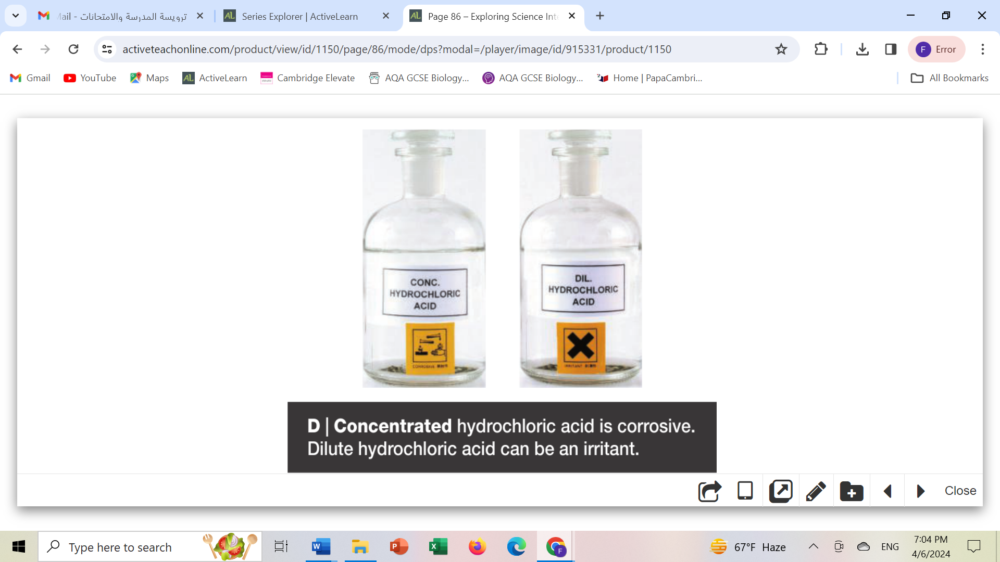 ail - ترويسة المدرسة والامتحانات
Series Explorer | ActiveLearn
Page 86 – Exploring Science Inte
activeteachonline.com/product/view/id/1150/page/86/mode/dps?modal=/player/image/id/915331/product/1150
F Error
Gmail
YouTube
Maps
AL ActiveLearn
Cambridge Elevate
AQA GCSE Biology...
AQA GCSE Biology...
Home | PapaCambri...
All Bookmarks
CONC.
HYDROCHLORIC
ACID
CORROSIVE
DIL.
HYDROCHLORIC
ACID
IRRITANT
D | Concentrated hydrochloric acid is corrosive.
Dilute hydrochloric acid can be an irritant.
Close
Type here to search
67°F Haze
ENG
7:04 PM
4/6/2024